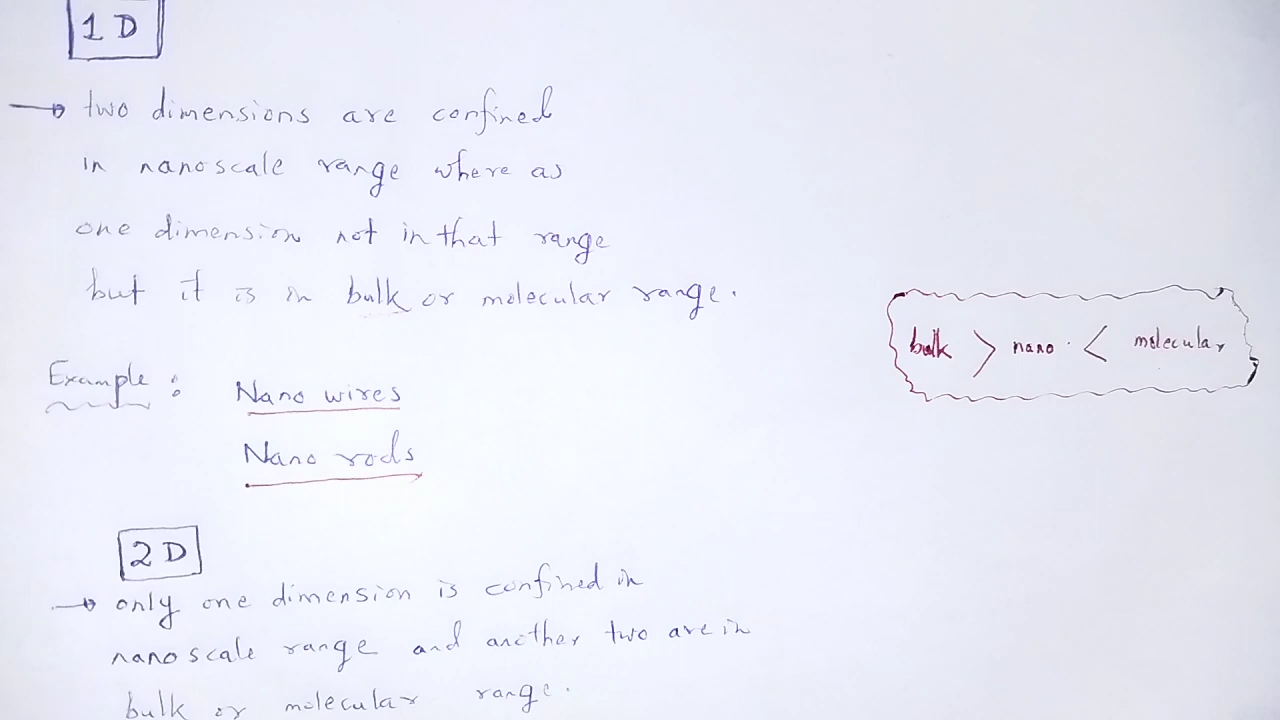 1 D
two dimensions are confined
in nanoscale range where as
one dimension not in that range
but it is in bulk or molecular range.
bulk > nano < molecular
Example :
Nano wires
Nano rods
2 D
only one dimension is confined in
nanoscale range and another two are in
bulk or molecular range.